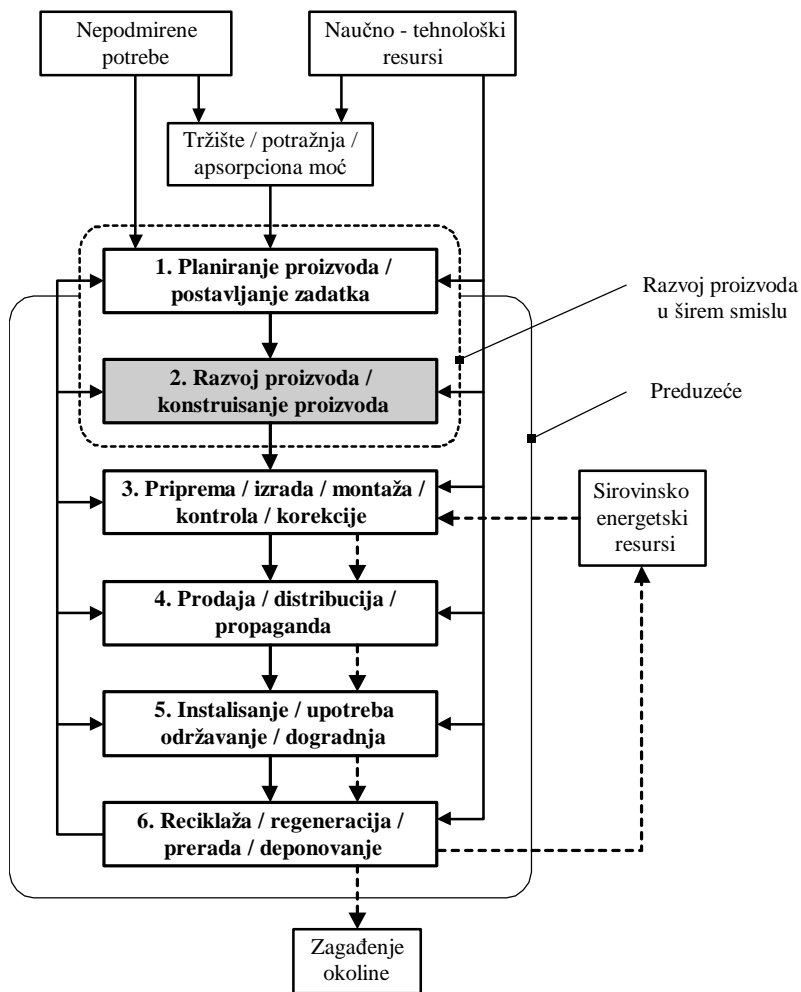 Nepodmirene
potrebe
Naučno - tehnološki
resursi
Tržište / potražnja /
apsorpciona moć
1. Planiranje proizvoda /
postavljanje zadatka
Razvoj proizvoda
u širem smislu
2. Razvoj proizvoda /
konstruisanje proizvoda
Preduzeće
3. Priprema / izrada / montaža /
kontrola / korekcije
Sirovinsko
energetski
resursi
4. Prodaja / distribucija /
propaganda
5. Instalisanje / upotreba
održavanje / dogradnja
6. Reciklaža / regeneracija /
prerada / deponovanje
Zagađenje
okoline